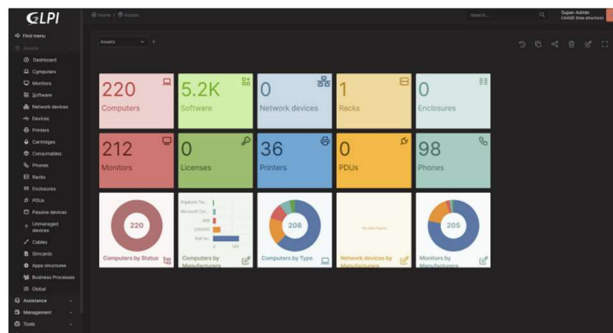 GLPI
Home / Assets
Search...
Super-Admin
Find menu
Assets
Assets
Dashboard
Computers
Monitors
Software
Network devices
Devices
Printers
Cartridges
Consumables
Phones
Racks
Enclosures
PDUs
Passive devices
Unmanaged
devices
Cables
Simcards
Apps structures
Business Processes
Global
Assistance
Management
Tools
220
Computers
5.2K
Software
0
Network devices
1
Racks
0
Enclosures
212
Monitors
0
Licenses
36
Printers
0
PDUs
98
Phones
220
Computers by Status
Computers by
Manufacturers
208
Computers by Type
Network devices by
Manufacturers
205
Monitors by
Manufacturers